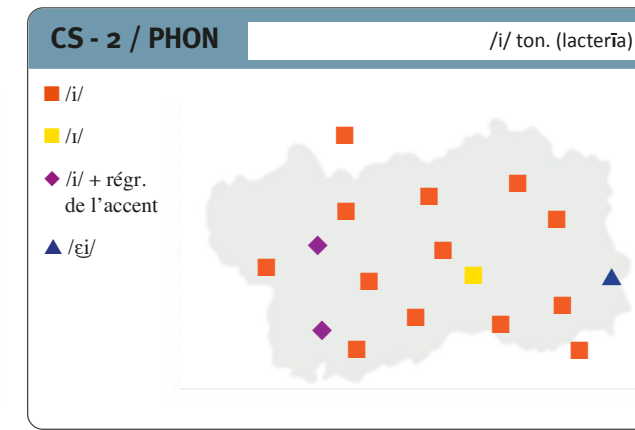 CS - 2 / PHON
/i/ ton. (lacterīa)
/i/
/ɪ/
/i/ + régr.
de l’accent
/ɛi̯/